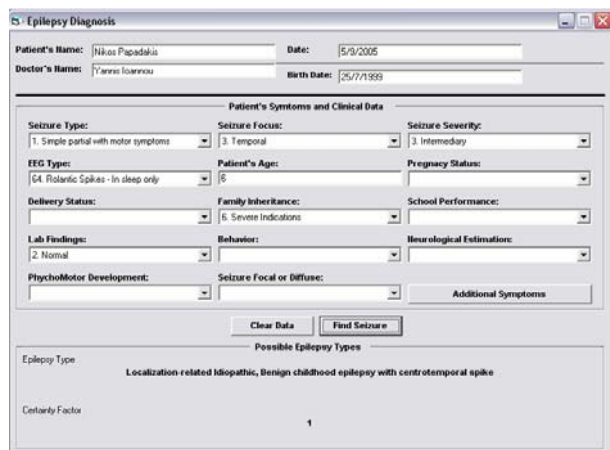 Epilepsy Diagnosis
Patient's Name: Nikos Papadakis Date: 5/9/2005
Doctor's Name: Yannis Ioannou Birth Date: 25/7/1999
Patient's Symtoms and Clinical Data
Seizure Type: Seizure Focus: Seizure Severity:
1. Simple partial with motor symptoms 3. Temporal 3. Intermediary
EEG Type: Patient's Age: Pregnacy Status:
64. Rolantic Spikes - In sleep only 6
Delivery Status: Family Inheritance: School Performance:
6. Severe Indications
Lab Findings: Behavior: Neurological Estimation:
2. Normal
PhychoMotor Development: Seizure Focal or Diffuse:
Additional Symptoms
Clear Data Find Seizure
Possible Epilepsy Types
Epilepsy Type
Localization-related Idiopathic, Benign childhood epilepsy with centrotemporal spike
Certainty Factor
1